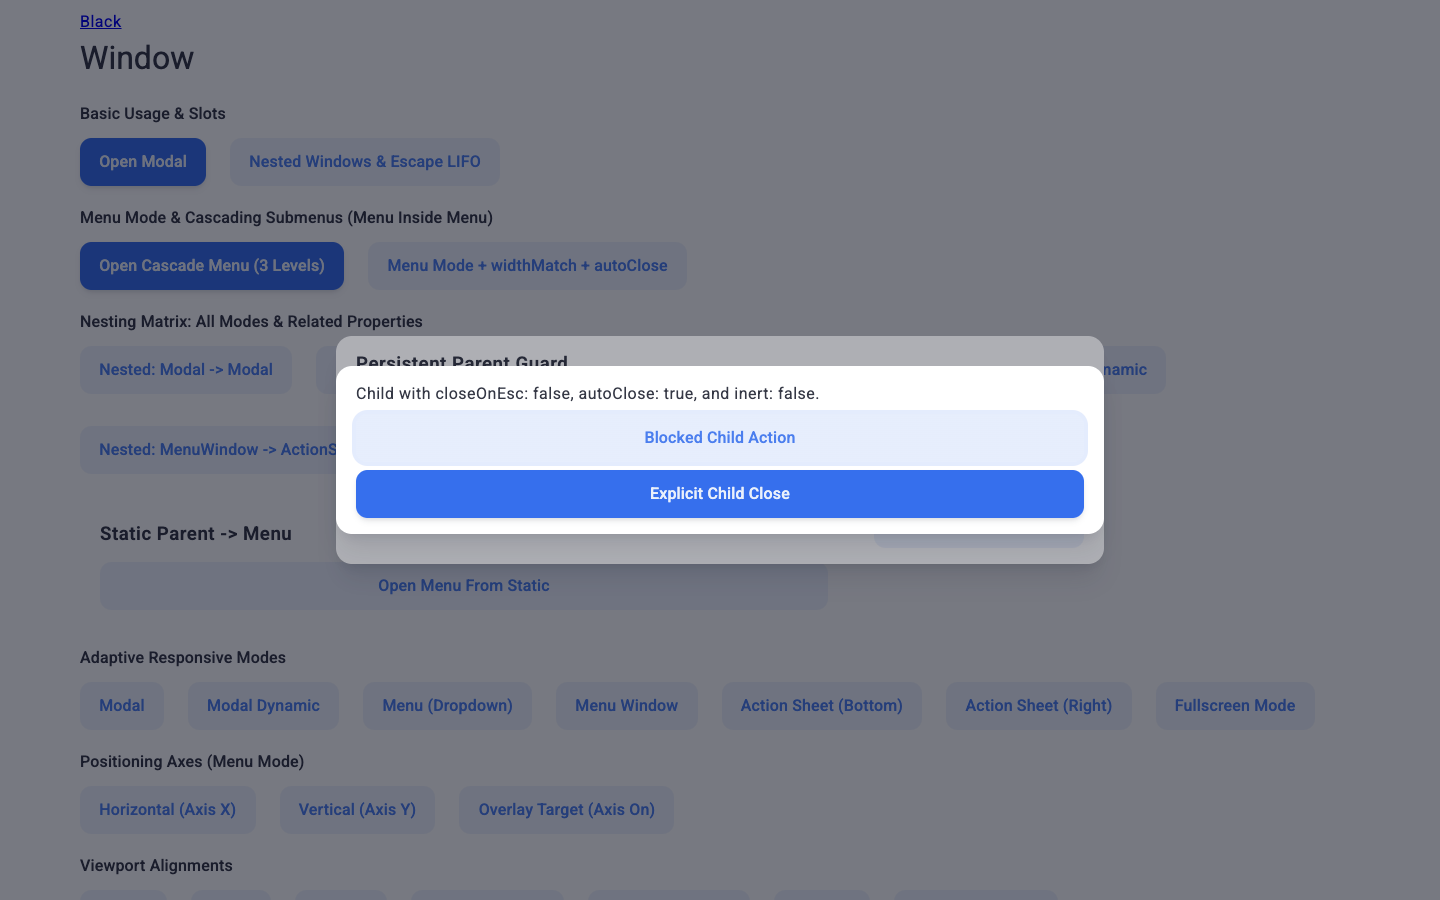 Black
Window
Basic Usage & Slots
Open Modal
Nested Windows & Escape LIFO
Menu Mode & Cascading Submenus (Menu Inside Menu)
Open Cascade Menu (3 Levels)
Menu Mode + widthMatch + autoClose
Nesting Matrix: All Modes & Related Properties
Nested: Modal -> Modal
Persistent Parent Guard
Child with closeOnEsc: false, autoClose: true, and inert: false.
Blocked Child Action
Explicit Child Close
Nested: MenuWindow -> ActionS
Static Parent -> Menu
Open Menu From Static
Adaptive Responsive Modes
Modal
Modal Dynamic
Menu (Dropdown)
Menu Window
Action Sheet (Bottom)
Action Sheet (Right)
Fullscreen Mode
Positioning Axes (Menu Mode)
Horizontal (Axis X)
Vertical (Axis Y)
Overlay Target (Axis On)
Viewport Alignments